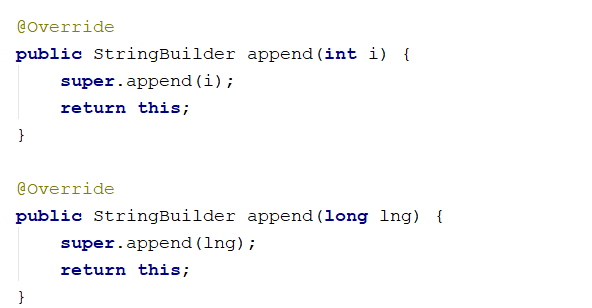 @Override
public StringBuilder append(int i) {
    super.append(i);
    return this;
}

@Override
public StringBuilder append(long lng) {
    super.append(lng);
    return this;
}